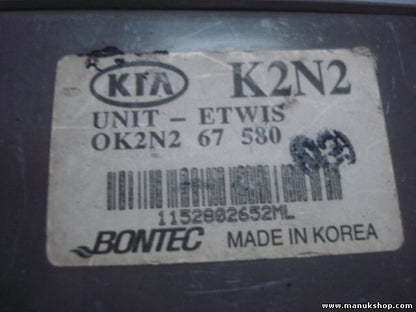 KIA K2N2
UNIT - ETWIS
OK2N2 67 580
1152802652ML
BONTEC MADE IN KOREA
www.manukshop.com